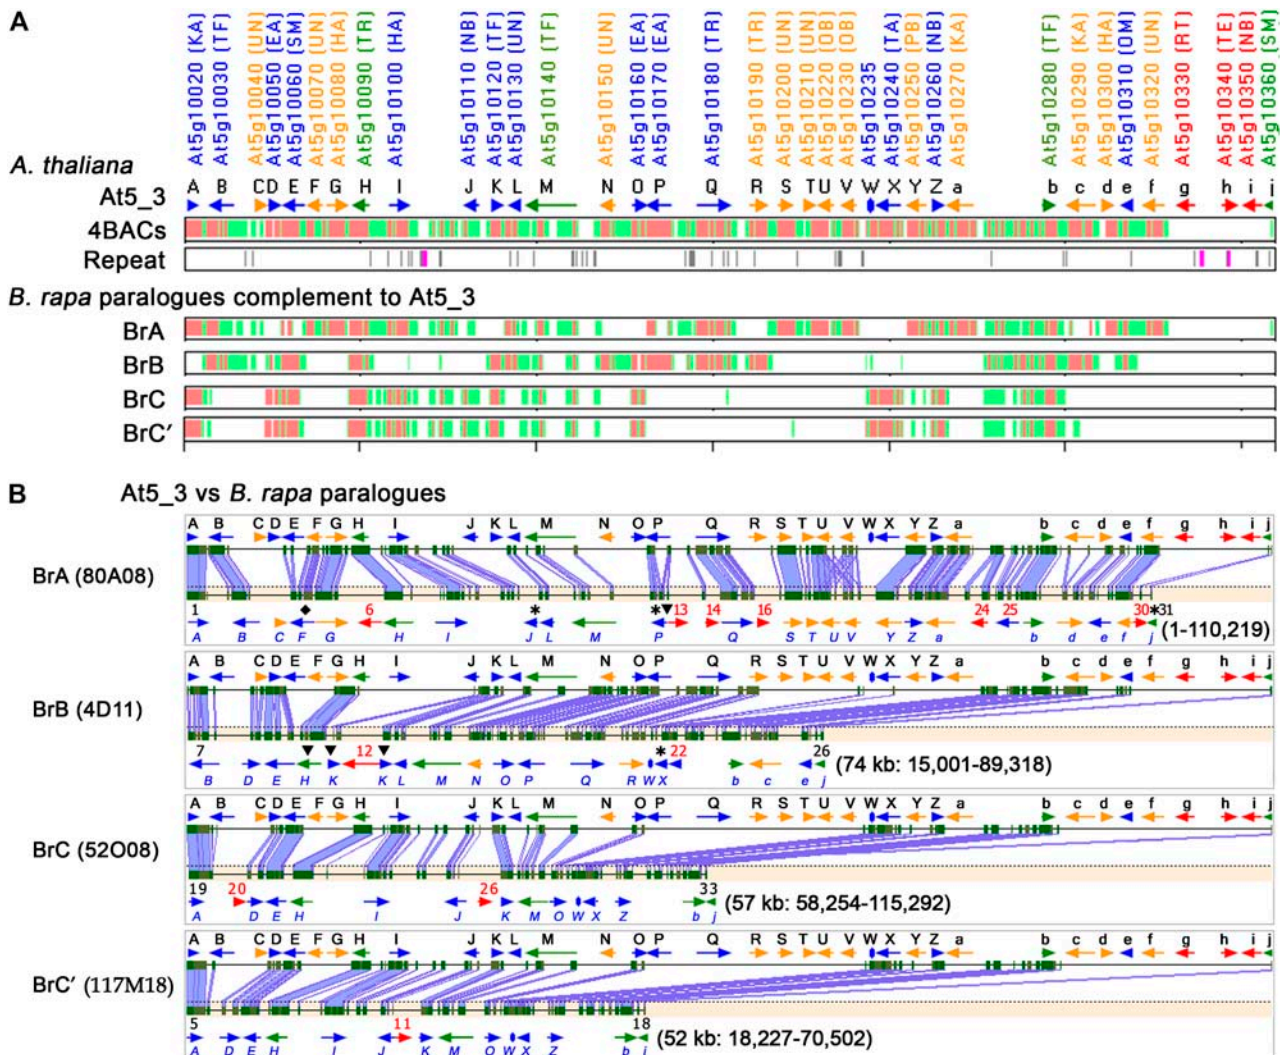 A
At5g10020 (KA) At5g10030 (TF) At5g10040 (UN) At5g10050 (EA) At5g10060 (SM) At5g10070 (UN) At5g10080 (HA) At5g10090 (TR) At5g10100 (HA) At5g10110 (NB) At5g10120 (TF) At5g10130 (UN) At5g10140 (TF) At5g10150 (UN) At5g10160 (EA) At5g10170 (EA) At5g10180 (TR) At5g10190 (TR) At5g10200 (UN) At5g10210 (UN) At5g10220 (OB) At5g10230 (OB) At5g10235 At5g10240 (TA) At5g10250 (PB) At5g10260 (NB) At5g10270 (KA) At5g10280 (TF) At5g10290 (KA) At5g10300 (HA) At5g10310 (OM) At5g10320 (UN) At5g10330 (RT) At5g10340 (TE) At5g10350 (NB) At5g10360 (SM)
A. thaliana
At5_3 A B C D E F G H I J K L M N O P Q R S T U V W X Y Z a b c d e f g h i j
4BACs
Repeat
B. rapa paralogues complement to At5_3
BrA
BrB
BrC
BrC′
B At5_3 vs B. rapa paralogues
A B C D E F G H I J K L M N O P Q R S T U V W X Y Z a b c d e f g h i j
BrA (80A08)
1 ◆ 6 * *▼ 13 14 16 24 25 30 *31
A B C F G H I J L M P Q S T U V Y Z a b d e f j (1-110,219)
A B C D E F G H I J K L M N O P Q R S T U V W X Y Z a b c d e f g h i j
BrB (4D11)
7 ▼ ▼ 12 ▼ * 22 26
B D E H K K L M N O P Q R W X b c e j (74 kb: 15,001-89,318)
A B C D E F G H I J K L M N O P Q R S T U V W X Y Z a b c d e f g h i j
BrC (52O08)
19 20 26 33
A D E H I J K M O W X Z b j (57 kb: 58,254-115,292)
A B C D E F G H I J K L M N O P Q R S T U V W X Y Z a b c d e f g h i j
BrC′ (117M18)
5 11 18
A D E H I J K M O W X Z b j (52 kb: 18,227-70,502)